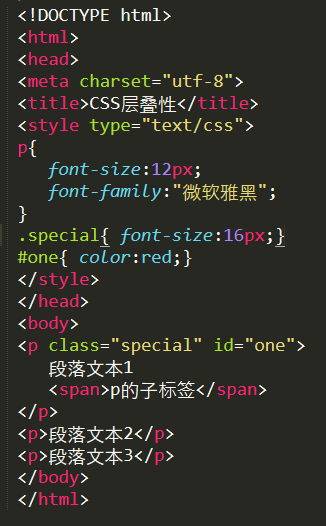 <!DOCTYPE html>
<html>
<head>
<meta charset="utf-8">
<title>CSS层叠性</title>
<style type="text/css">
p{
   font-size:12px;
   font-family:"微软雅黑";
}
.special{ font-size:16px;}
#one{ color:red;}
</style>
</head>
<body>
<p class="special" id="one">
   段落文本1
   <span>p的子标签</span>
</p>
<p>段落文本2</p>
<p>段落文本3</p>
</body>
</html>